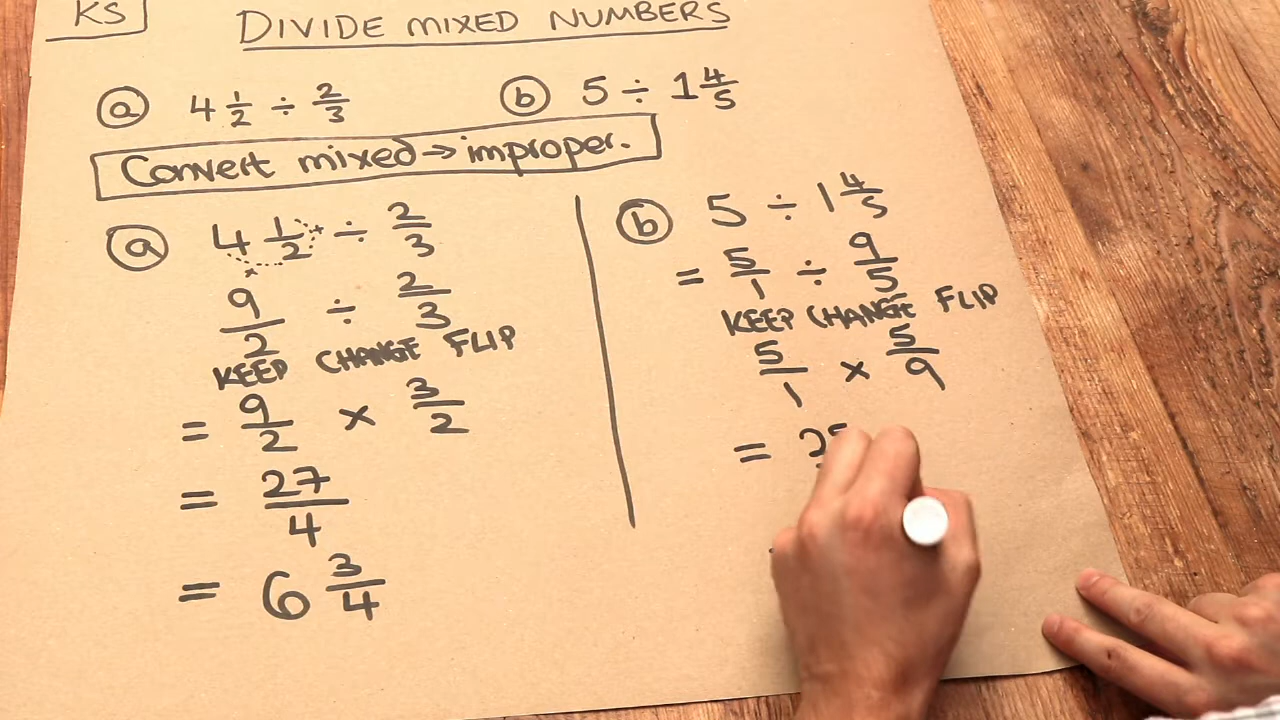 KS
DIVIDE MIXED NUMBERS
ⓐ 4 1/2 ÷ 2/3
ⓑ 5 ÷ 1 4/5
Convert mixed → improper.
ⓐ 4 1/2 ÷ 2/3
9/2 ÷ 2/3
KEEP CHANGE FLIP
= 9/2 × 3/2
= 27/4
= 6 3/4
ⓑ 5 ÷ 1 4/5
= 5/1 ÷ 9/5
KEEP CHANGE FLIP
5/1 × 5/9
= 2